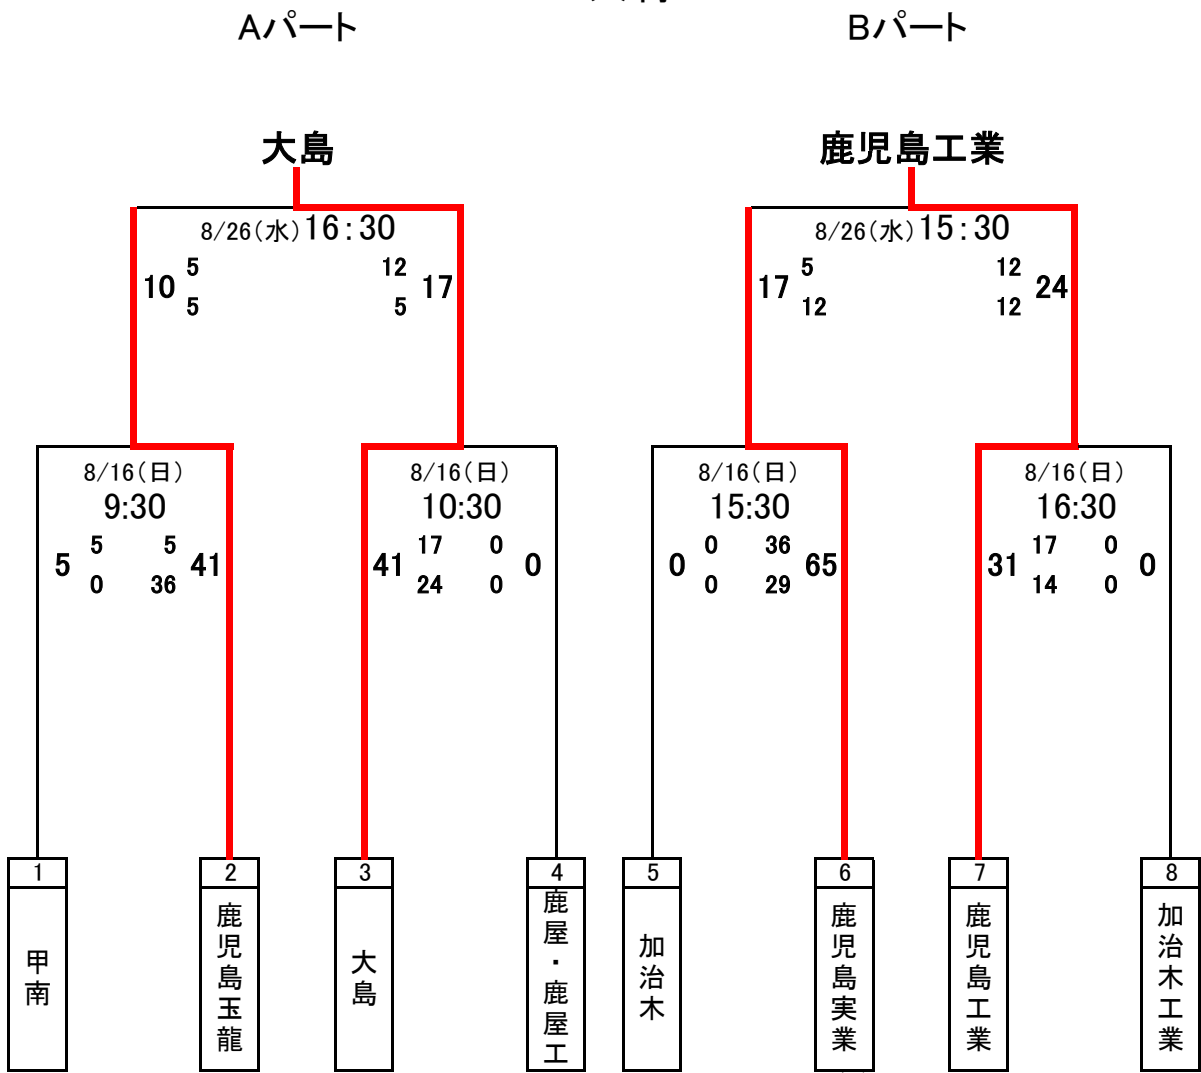 Aパート
Bパート
大島
鹿児島工業
8/26(水)16:30
8/26(水)15:30
5 12
10 17
5 5
5 12
17 24
12 12
8/16(日)
9:30
5 5
5 41
0 36
8/16(日)
10:30
17 0
41 0
24 0
8/16(日)
15:30
0 36
0 65
0 29
8/16(日)
16:30
17 0
31 0
14 0
1
甲南
2
鹿児島玉龍
3
大島
4
鹿屋・鹿屋工
5
加治木
6
鹿児島実業
7
鹿児島工業
8
加治木工業